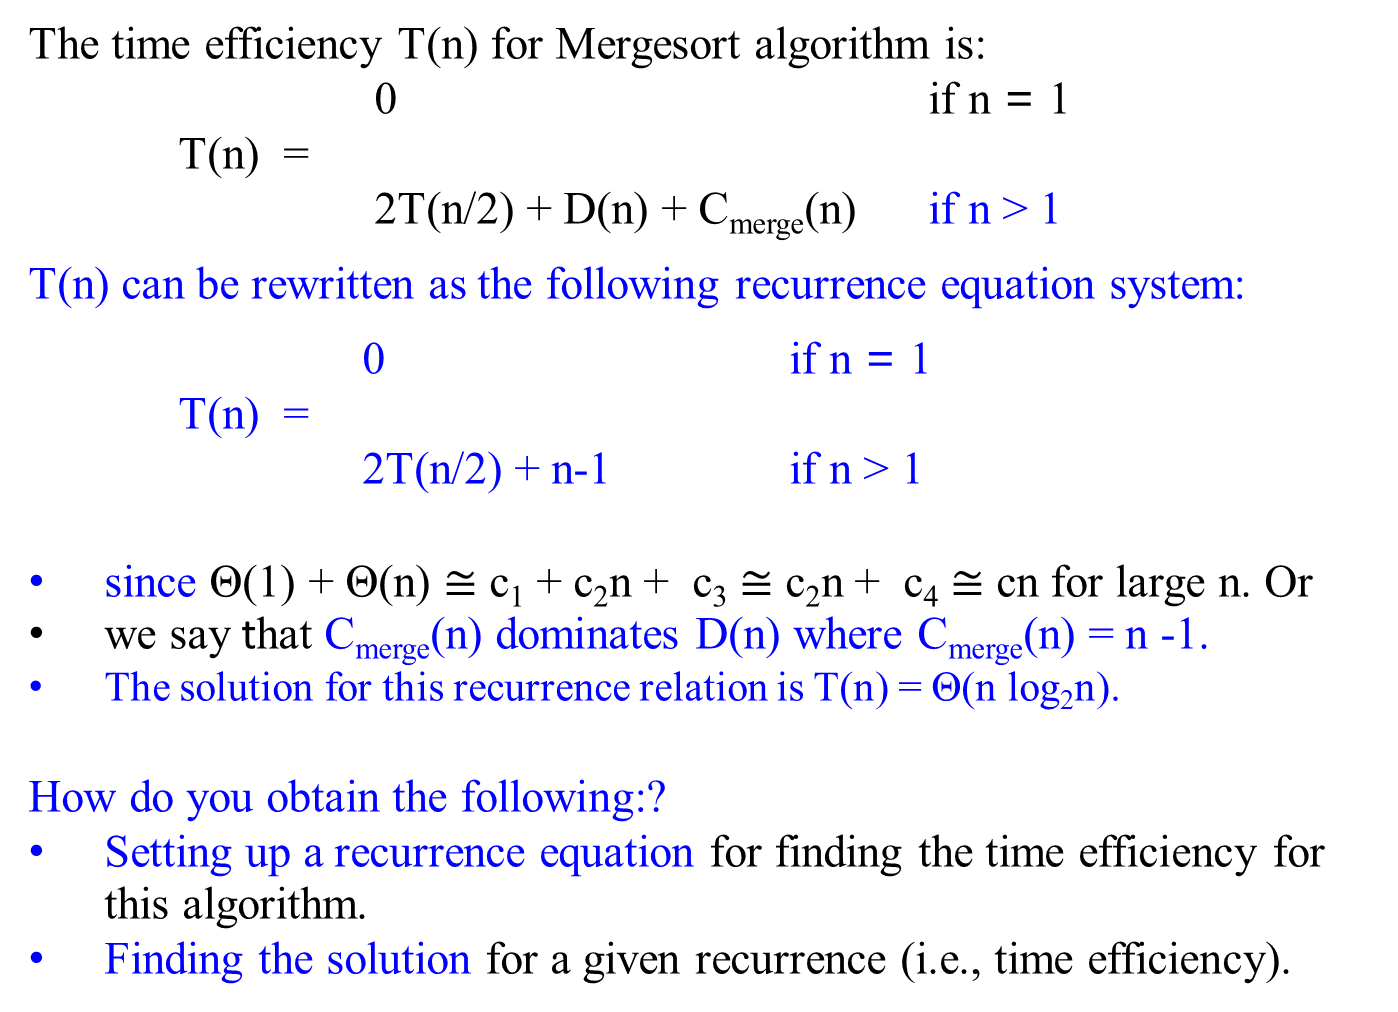 The time efficiency T(n) for Mergesort algorithm is:
0 if n = 1
T(n) =
2T(n/2) + D(n) + Cmerge(n) if n > 1
T(n) can be rewritten as the following recurrence equation system:
0 if n = 1
T(n) =
2T(n/2) + n-1 if n > 1
• since Θ(1) + Θ(n) ≅ c₁ + c₂n + c₃ ≅ c₂n + c₄ ≅ cn for large n. Or
• we say that Cmerge(n) dominates D(n) where Cmerge(n) = n -1.
• The solution for this recurrence relation is T(n) = Θ(n log₂n).
How do you obtain the following:?
• Setting up a recurrence equation for finding the time efficiency for
this algorithm.
• Finding the solution for a given recurrence (i.e., time efficiency).